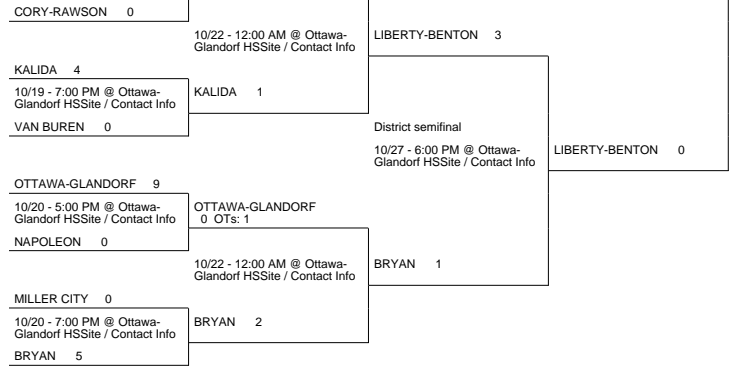 CORY-RAWSON 0
10/22 - 12:00 AM @ Ottawa-
Glandorf HSSite / Contact Info
LIBERTY-BENTON 3
KALIDA 4
10/19 - 7:00 PM @ Ottawa-
Glandorf HSSite / Contact Info
KALIDA 1
VAN BUREN 0
District semifinal
10/27 - 6:00 PM @ Ottawa-
Glandorf HSSite / Contact Info
LIBERTY-BENTON 0
OTTAWA-GLANDORF 9
10/20 - 5:00 PM @ Ottawa-
Glandorf HSSite / Contact Info
OTTAWA-GLANDORF
0 OTs: 1
NAPOLEON 0
10/22 - 12:00 AM @ Ottawa-
Glandorf HSSite / Contact Info
BRYAN 1
MILLER CITY 0
10/20 - 7:00 PM @ Ottawa-
Glandorf HSSite / Contact Info
BRYAN 2
BRYAN 5